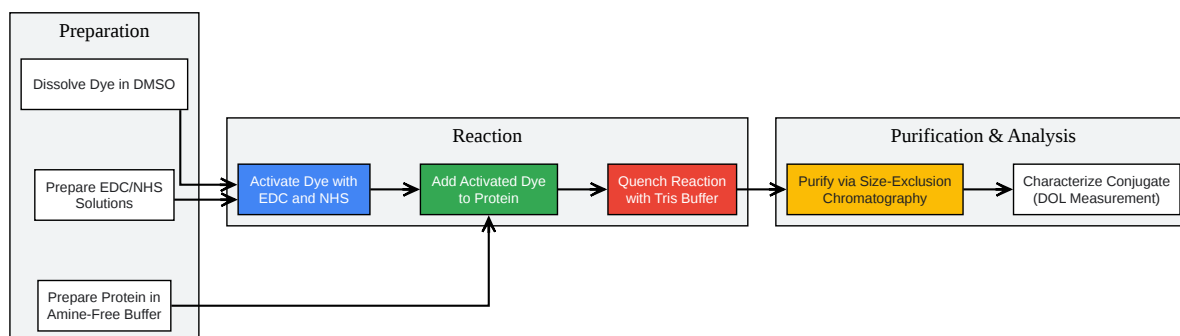 Preparation
Dissolve Dye in DMSO
Prepare EDC/NHS
Solutions
Prepare Protein in
Amine-Free Buffer
Reaction
Activate Dye with
EDC and NHS
Add Activated Dye
to Protein
Quench Reaction
with Tris Buffer
Purification & Analysis
Purify via Size-Exclusion
Chromatography
Characterize Conjugate
(DOL Measurement)